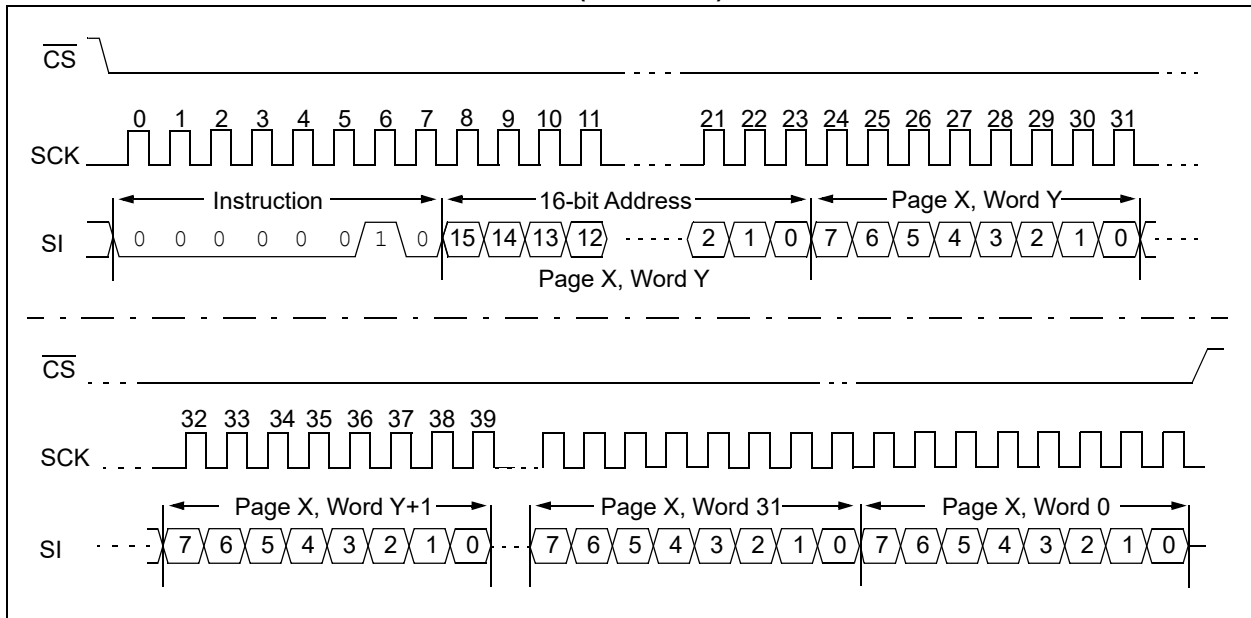 CS
0 1 2 3 4 5 6 7 8 9 10 11 21 22 23 24 25 26 27 28 29 30 31
SCK
Instruction 16-bit Address Page X, Word Y
SI 0 0 0 0 0 0 1 0 15 14 13 12 2 1 0 7 6 5 4 3 2 1 0
Page X, Word Y
CS
32 33 34 35 36 37 38 39
SCK
Page X, Word Y+1 Page X, Word 31 Page X, Word 0
SI 7 6 5 4 3 2 1 0 7 6 5 4 3 2 1 0 7 6 5 4 3 2 1 0